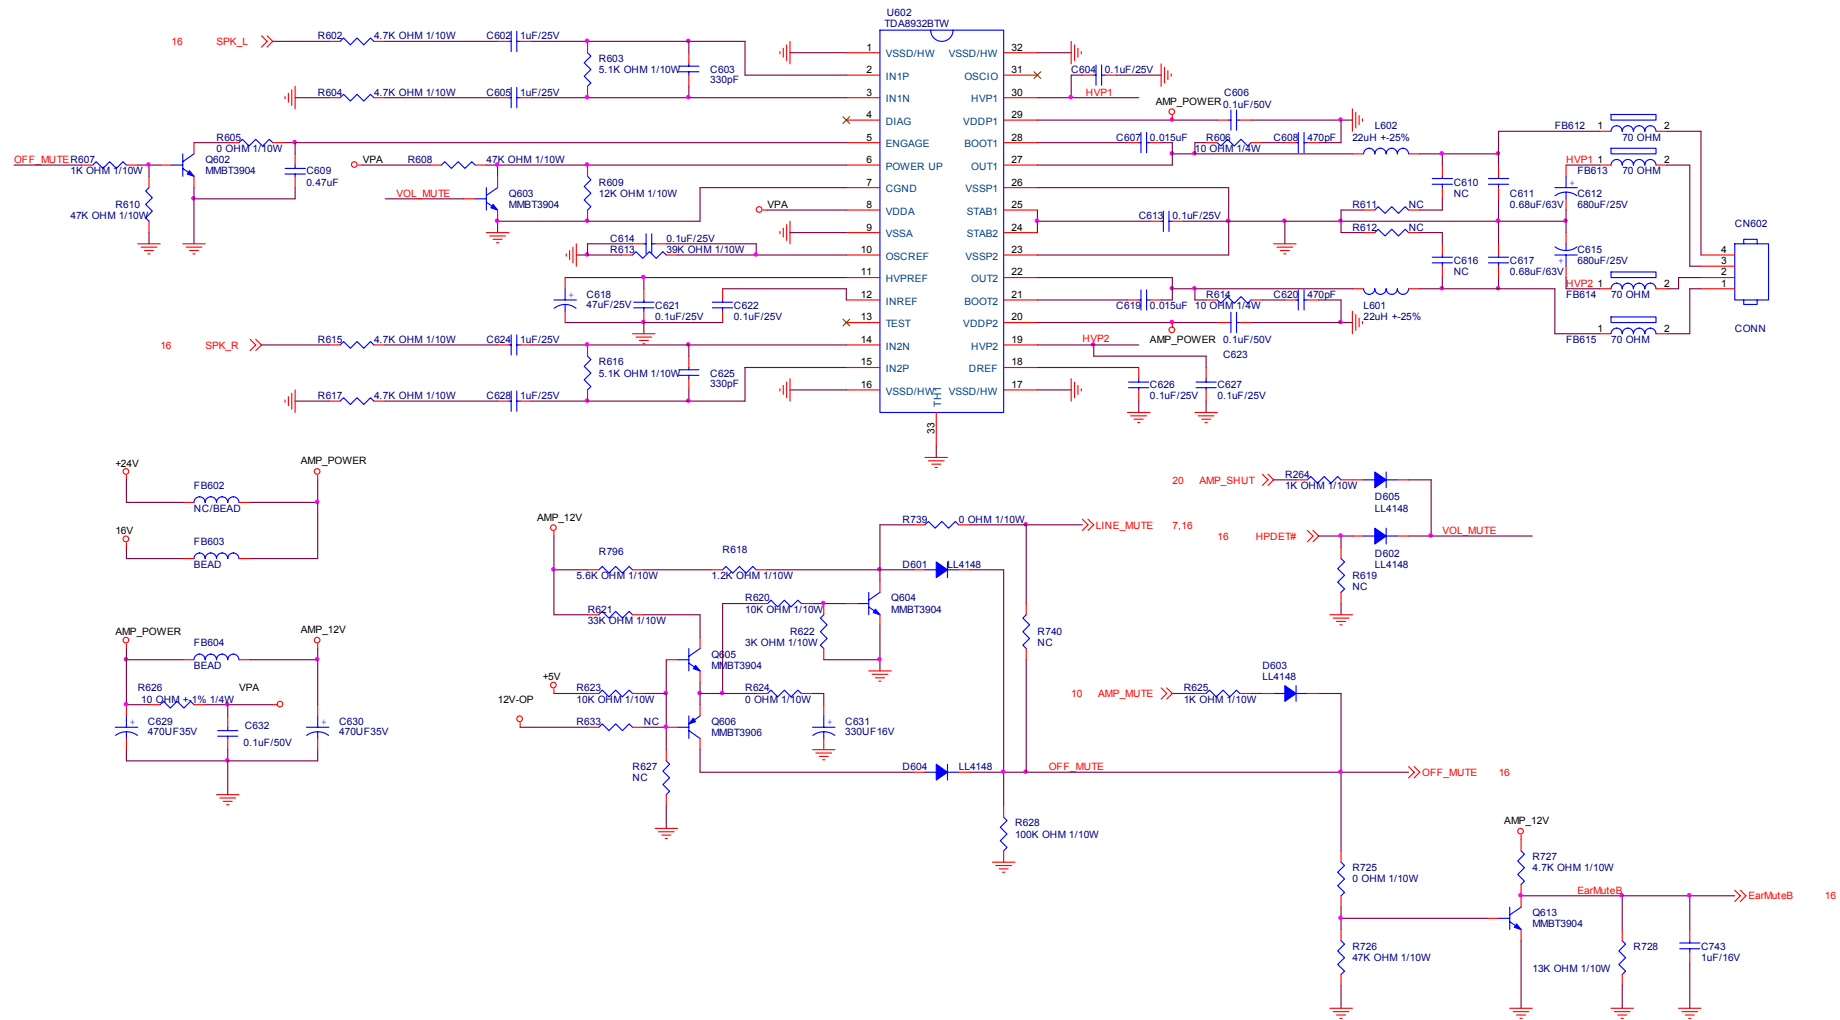 U602
TDA8932BTW
16 SPK_L R602 4.7K OHM 1/10W C602 1uF/25V
R603
5.1K OHM 1/10W
C603
330pF
R604 4.7K OHM 1/10W C605 1uF/25V
1 VSSD/HW VSSD/HW 32
2 IN1P OSCIO 31
3 IN1N HVP1 30
4 DIAG VDDP1 29
5 ENGAGE BOOT1 28
6 POWER UP OUT1 27
7 CGND VSSP1 26
8 VDDA STAB1 25
9 VSSA STAB2 24
10 OSCREF VSSP2 23
11 HVPREF OUT2 22
12 INREF BOOT2 21
13 TEST VDDP2 20
14 IN2N HVP2 19
15 IN2P DREF 18
16 VSSD/HW VSSD/HW 17
TH
33
C604 0.1uF/25V
HVP1
AMP_POWER
C606
0.1uF/50V
C607 0.015uF
R606
10 OHM 1/4W
C608 470pF
L602
22uH +-25%
FB612 1 2
70 OHM
HVP1 1 2
FB613 70 OHM
C610
NC
C611
0.68uF/63V
C612
680uF/25V
R611 NC
R612 NC
C613 0.1uF/25V
C616
NC
C617
0.68uF/63V
C615
680uF/25V
CN602
4
3
2
1
CONN
HVP2 1 2
FB614 70 OHM
FB615 1 2
70 OHM
C619 0.015uF
R614
10 OHM 1/4W
C620 470pF
L601
22uH +-25%
AMP_POWER
0.1uF/50V
C623
HVP2
C626
0.1uF/25V
C627
0.1uF/25V
OFF_MUTE R607
1K OHM 1/10W
R605
0 OHM 1/10W
Q602
MMBT3904
R610
47K OHM 1/10W
C609
0.47uF
VPA R608 47K OHM 1/10W
VOL_MUTE
Q603
MMBT3904
R609
12K OHM 1/10W
VPA
C614 0.1uF/25V
R613 39K OHM 1/10W
C618
47uF/25V
C621
0.1uF/25V
C622
0.1uF/25V
16 SPK_R R615 4.7K OHM 1/10W C624 1uF/25V
R616
5.1K OHM 1/10W
C625
330pF
R617 4.7K OHM 1/10W C628 1uF/25V
+24V
AMP_POWER
FB602
NC/BEAD
16V
FB603
BEAD
AMP_POWER
AMP_12V
FB604
BEAD
R626
10 OHM +-1% 1/4W
VPA
C629
470UF35V
C632
0.1uF/50V
C630
470UF35V
AMP_12V
R796
5.6K OHM 1/10W
R618
1.2K OHM 1/10W
R739 0 OHM 1/10W
LINE_MUTE 7,16
D601 LL4148
R621
33K OHM 1/10W
R620
10K OHM 1/10W
Q604
MMBT3904
R622
3K OHM 1/10W
R740
NC
Q605
MMBT3904
+5V
R623
10K OHM 1/10W
R624
0 OHM 1/10W
12V-OP
R633 NC
Q606
MMBT3906
C631
330UF16V
R627
NC
D604 LL4148
OFF_MUTE
OFF_MUTE 16
R628
100K OHM 1/10W
20 AMP_SHUT
R264
1K OHM 1/10W
D605
LL4148
16 HPDET#
D602
LL4148
VOL_MUTE
R619
NC
D603
LL4148
10 AMP_MUTE R625
1K OHM 1/10W
R725
0 OHM 1/10W
R726
47K OHM 1/10W
AMP_12V
R727
4.7K OHM 1/10W
EarMuteB
EarMuteB 16
Q613
MMBT3904
R728
13K OHM 1/10W
C743
1uF/16V